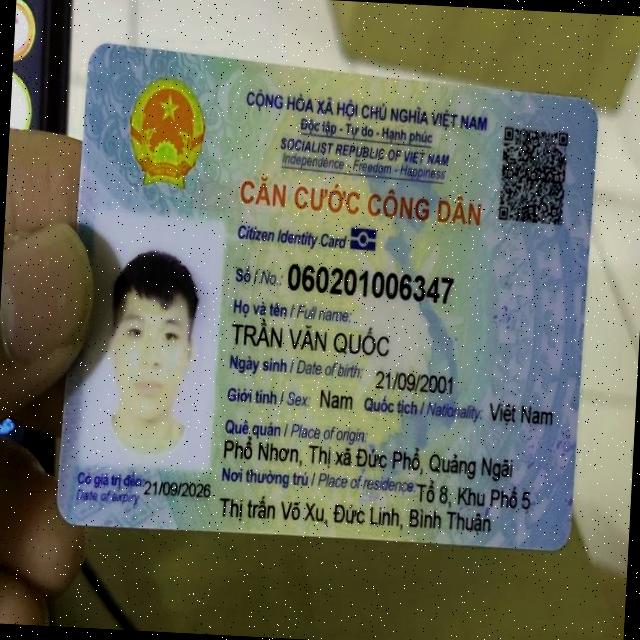 CỘNG HÒA XÃ HỘI CHỦ NGHĨA VIỆT NAM
Độc lập - Tự do - Hạnh phúc
SOCIALIST REPUBLIC OF VIET NAM
Independence - Freedom - Happiness
CĂN CƯỚC CÔNG DÂN
Citizen Identity Card
Số / No.: 060201006347
Họ và tên / Full name:
TRẦN VĂN QUỐC
Ngày sinh / Date of birth: 21/09/2001
Giới tính / Sex: Nam Quốc tịch / Nationality: Việt Nam
Quê quán / Place of origin:
Phổ Nhơn, Thị xã Đức Phổ, Quảng Ngãi
Nơi thường trú / Place of residence: Tổ 8, Khu Phố 5
Thị trấn Võ Xu, Đức Linh, Bình Thuận
Có giá trị đến: 21/09/2026
Date of expiry